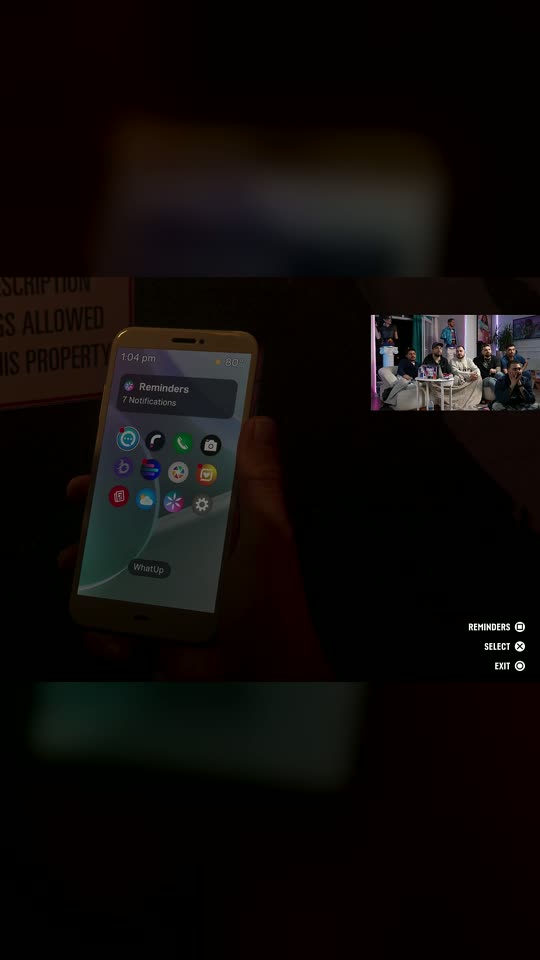 SCRIPTION
GS ALLOWED
HIS PROPERTY
1:04 pm
80°
Reminders
7 Notifications
WhatUp
REMINDERS
SELECT
EXIT